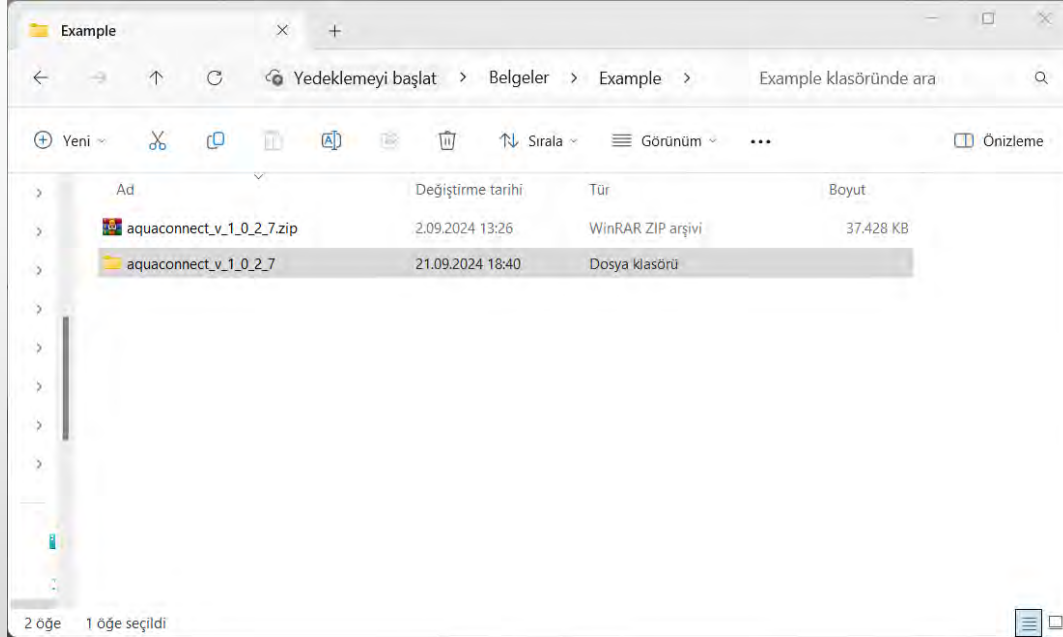 Example
Yedeklemeyi başlat > Belgeler > Example > Example klasöründe ara
Yeni Sırala Görünüm ... Önizleme
Ad Değiştirme tarihi Tür Boyut
aquaconnect_v_1_0_2_7.zip 2.09.2024 13:26 WinRAR ZIP arşivi 37.428 KB
aquaconnect_v_1_0_2_7 21.09.2024 18:40 Dosya klasörü
2 öğe 1 öğe seçildi